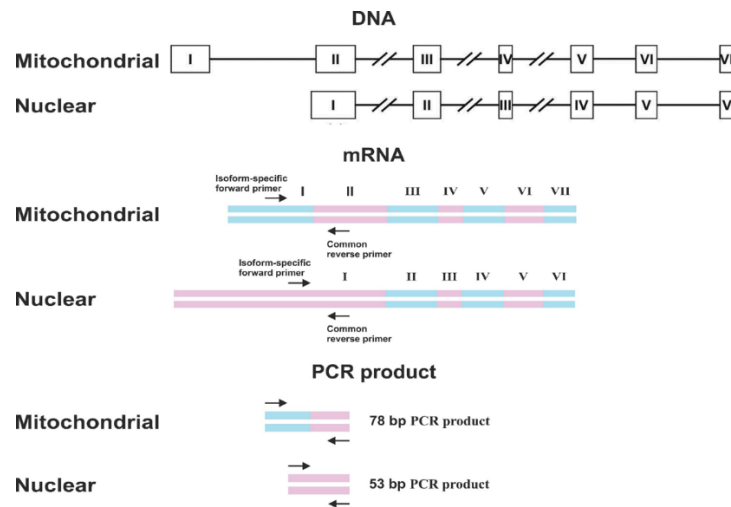 DNA
Mitochondrial I II III IV V VI
Nuclear I II III IV V
mRNA
Isoform-specific
forward primer
I II III IV V VI VII
Mitochondrial
Common
reverse primer
Isoform-specific
forward primer
I II III IV V VI
Nuclear
Common
reverse primer
PCR product
Mitochondrial 78 bp PCR product
Nuclear 53 bp PCR product